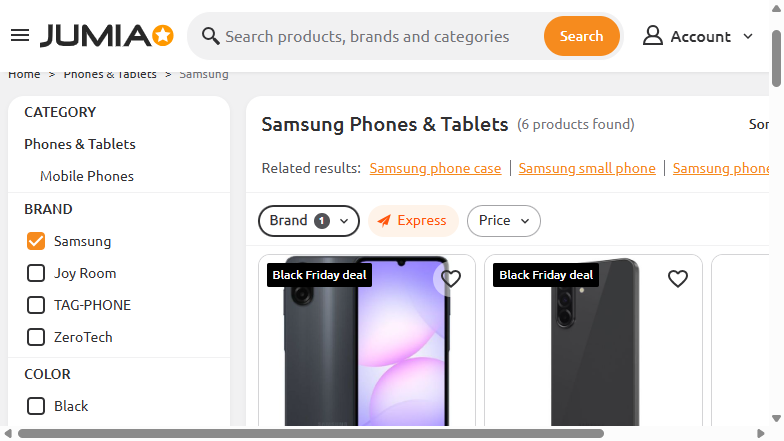 JUMIA
Search products, brands and categories
Search
Account
Home > Phones & Tablets > Samsung
CATEGORY
Phones & Tablets
Mobile Phones
BRAND
Samsung
Joy Room
TAG-PHONE
ZeroTech
COLOR
Black
Samsung Phones & Tablets (6 products found)
Sor
Related results: Samsung phone case | Samsung small phone | Samsung phone
Brand 1
Express
Price
Black Friday deal
Black Friday deal